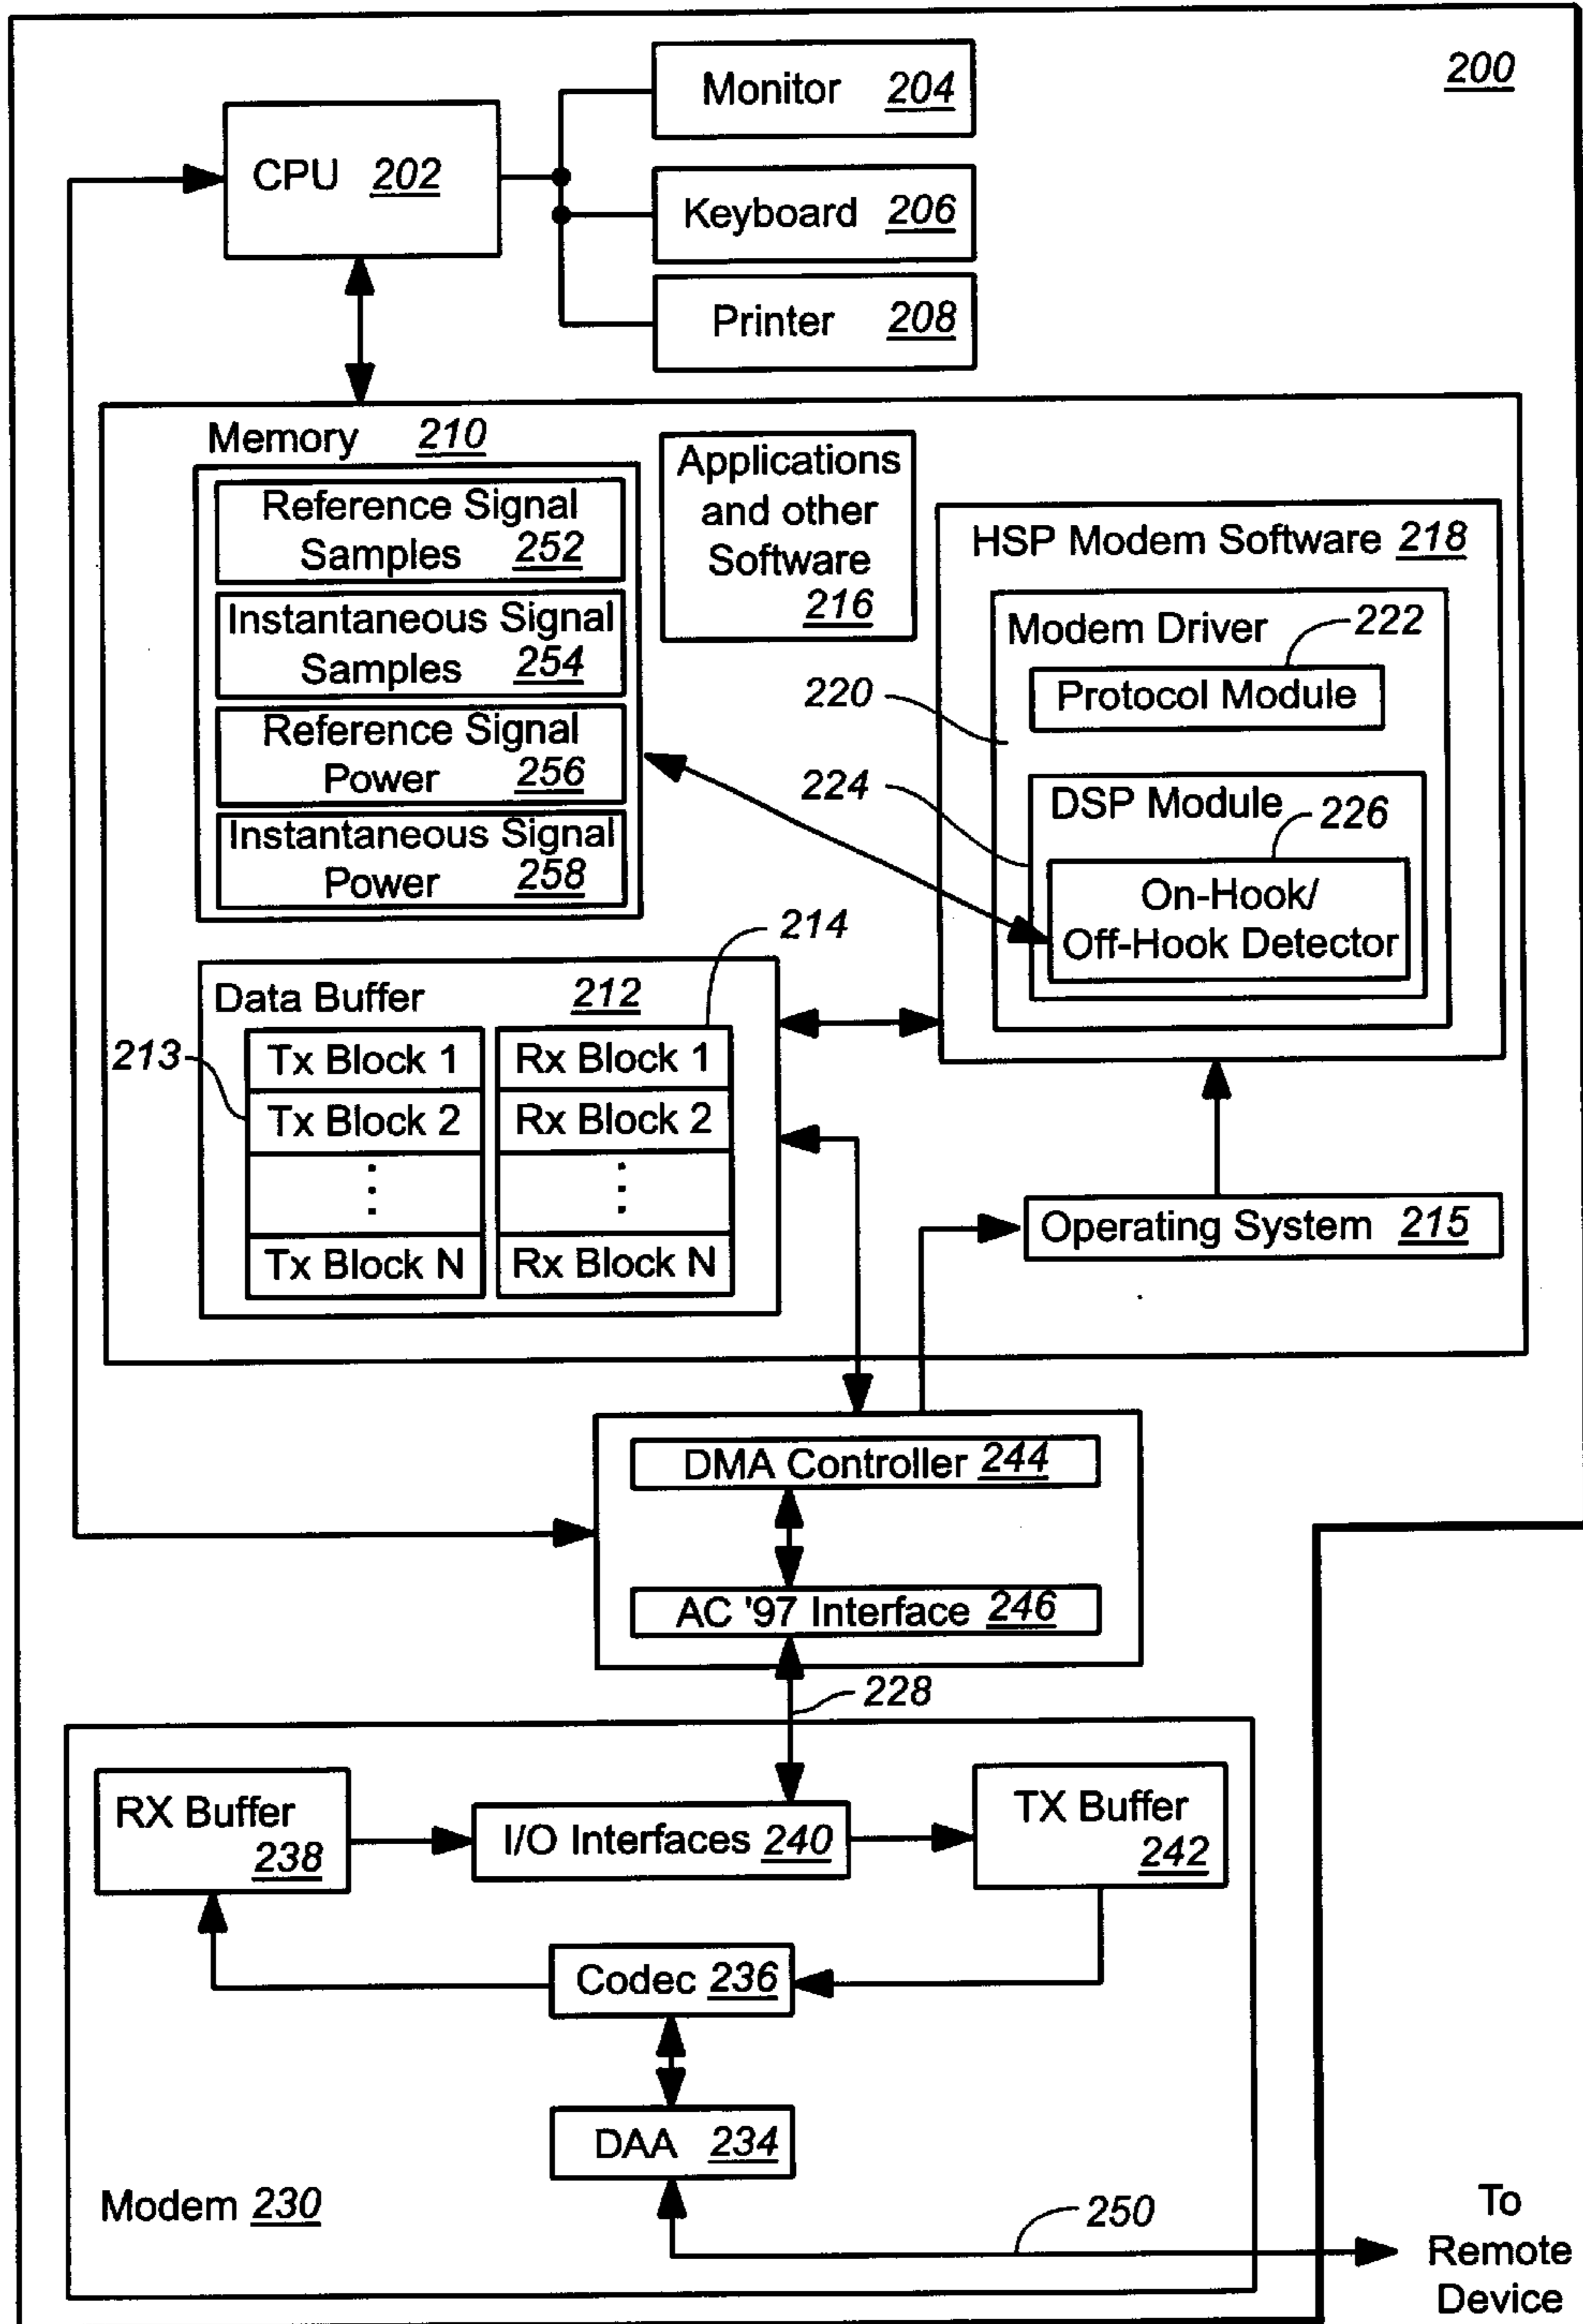 200
Monitor 204
CPU 202
Keyboard 206
Printer 208
Memory 210
Reference Signal
Samples 252
Instantaneous Signal
Samples 254
Reference Signal
Power 256
Instantaneous Signal
Power 258
Applications
and other
Software
216
HSP Modem Software 218
Modem Driver
222
Protocol Module
220
224
DSP Module
226
On-Hook/
Off-Hook Detector
214
Data Buffer 212
213
Tx Block 1
Tx Block 2
⋮
Tx Block N
Rx Block 1
Rx Block 2
⋮
Rx Block N
Operating System 215
DMA Controller 244
AC '97 Interface 246
228
RX Buffer
238
I/O Interfaces 240
TX Buffer
242
Codec 236
DAA 234
Modem 230
250
To
Remote
Device